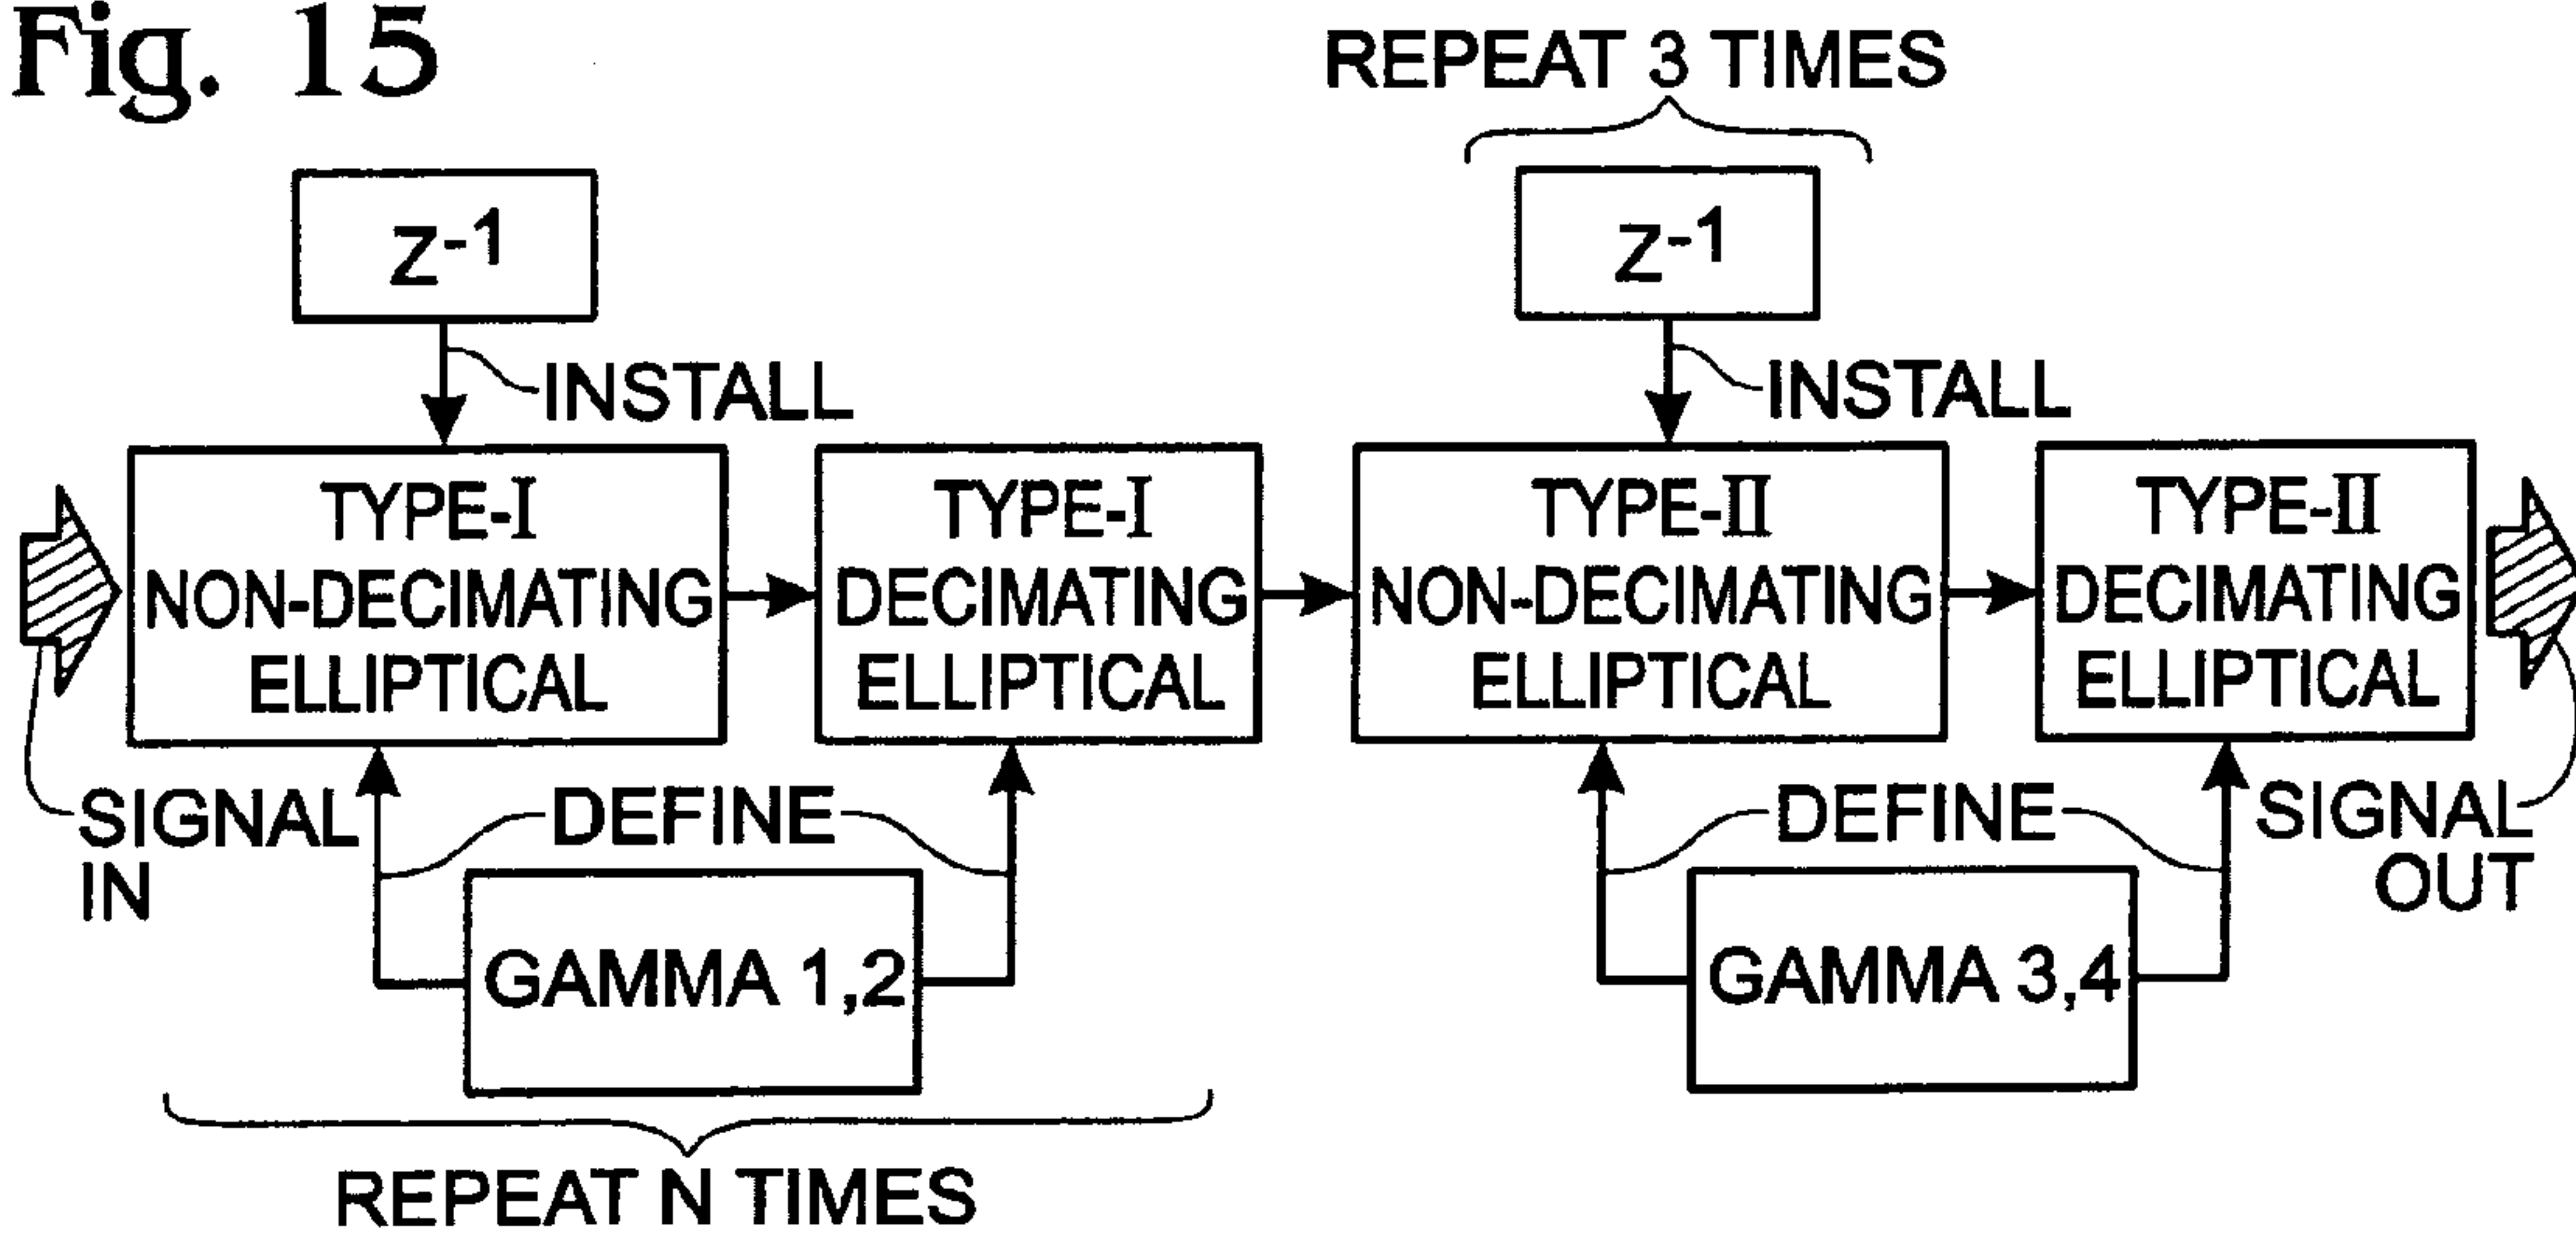 Fig. 15
REPEAT 3 TIMES
z-1
z-1
INSTALL
INSTALL
TYPE-I
NON-DECIMATING
ELLIPTICAL
TYPE-I
DECIMATING
ELLIPTICAL
TYPE-II
NON-DECIMATING
ELLIPTICAL
TYPE-II
DECIMATING
ELLIPTICAL
SIGNAL
IN
DEFINE
DEFINE
SIGNAL
OUT
GAMMA 1,2
GAMMA 3,4
REPEAT N TIMES